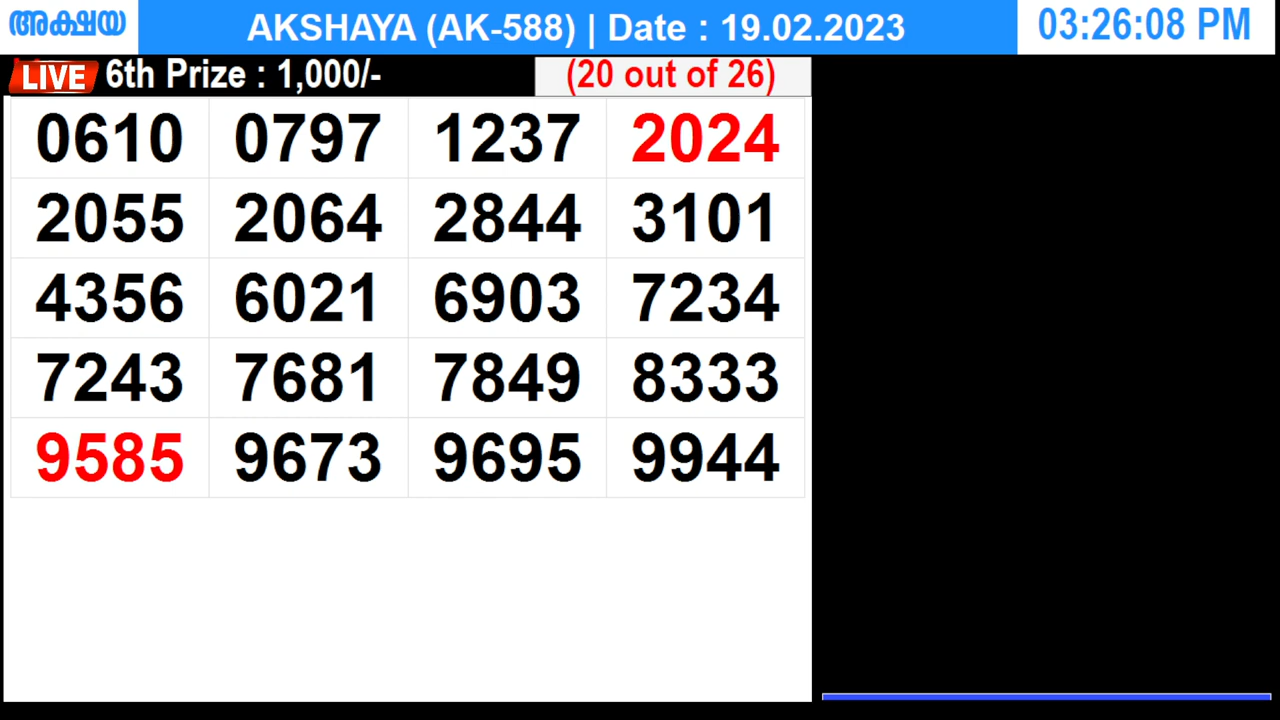 അക്ഷയ AKSHAYA (AK-588) | Date : 19.02.2023 03:26:08 PM
LIVE 6th Prize : 1,000/- (20 out of 26)
0610 0797 1237 2024
2055 2064 2844 3101
4356 6021 6903 7234
7243 7681 7849 8333
9585 9673 9695 9944